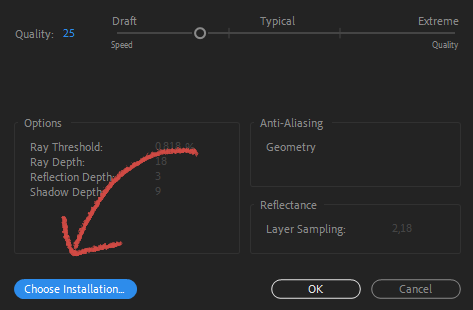 Draft Typical Extreme
Quality: 25
Speed Quality
Options
Ray Threshold: 0,818 %
Ray Depth: 18
Reflection Depth: 3
Shadow Depth: 9
Anti-Aliasing
Geometry
Reflectance
Layer Sampling: 2,18
Choose Installation...
OK
Cancel